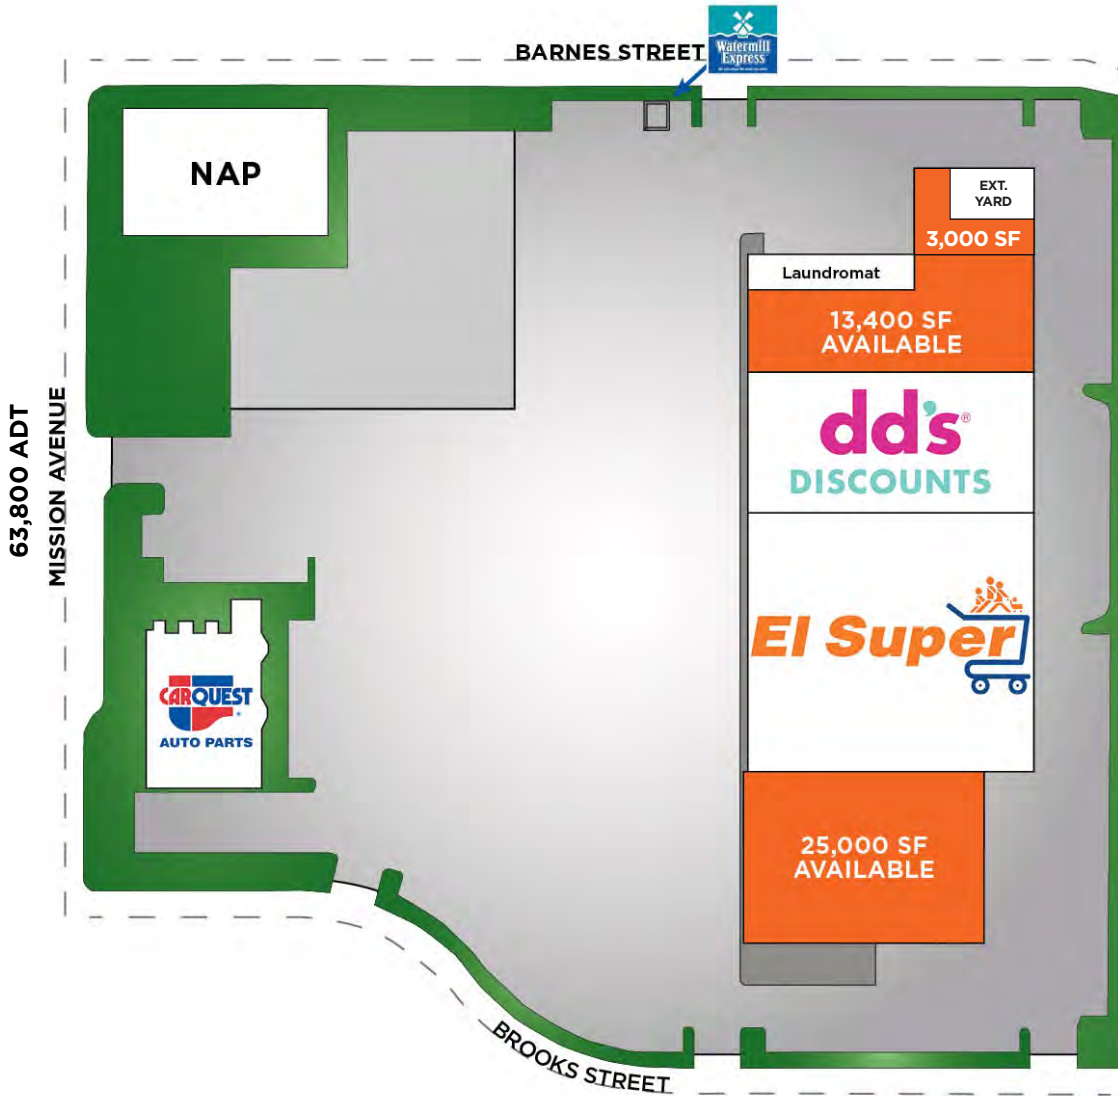 BARNES STREET
Watermill
Express
NAP
EXT.
YARD
3,000 SF
Laundromat
13,400 SF
AVAILABLE
63,800 ADT
MISSION AVENUE
dd's®
DISCOUNTS
El Super
CARQUEST
AUTO PARTS
25,000 SF
AVAILABLE
BROOKS STREET